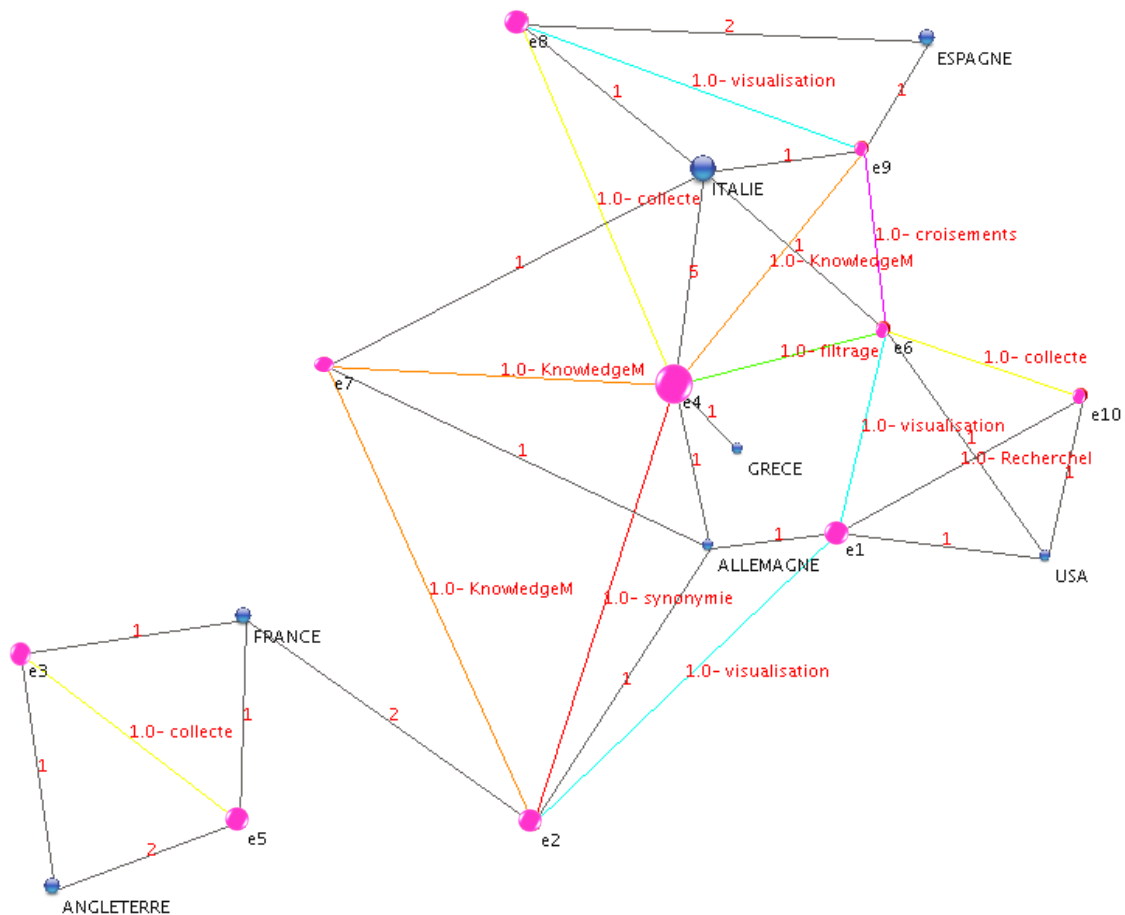 e8
2
ESPAGNE
1.0- visualisation
1
1
1
e9
ITALIE
1.0- collecte
1.0- croisements
1
1.0- KnowledgeM
1
5
e6
1.0- filtrage
1.0- collecte
1.0- KnowledgeM
e7
e4
1
e10
1.0- visualisation
1
1.0- Recherchel
1
1
GRECE
1
1
1
e1
ALLEMAGNE
USA
1.0- KnowledgeM
1.0- synonymie
FRANCE
1
e3
1.0- visualisation
1
2
1
1.0- collecte
1
e5
e2
2
ANGLETERRE